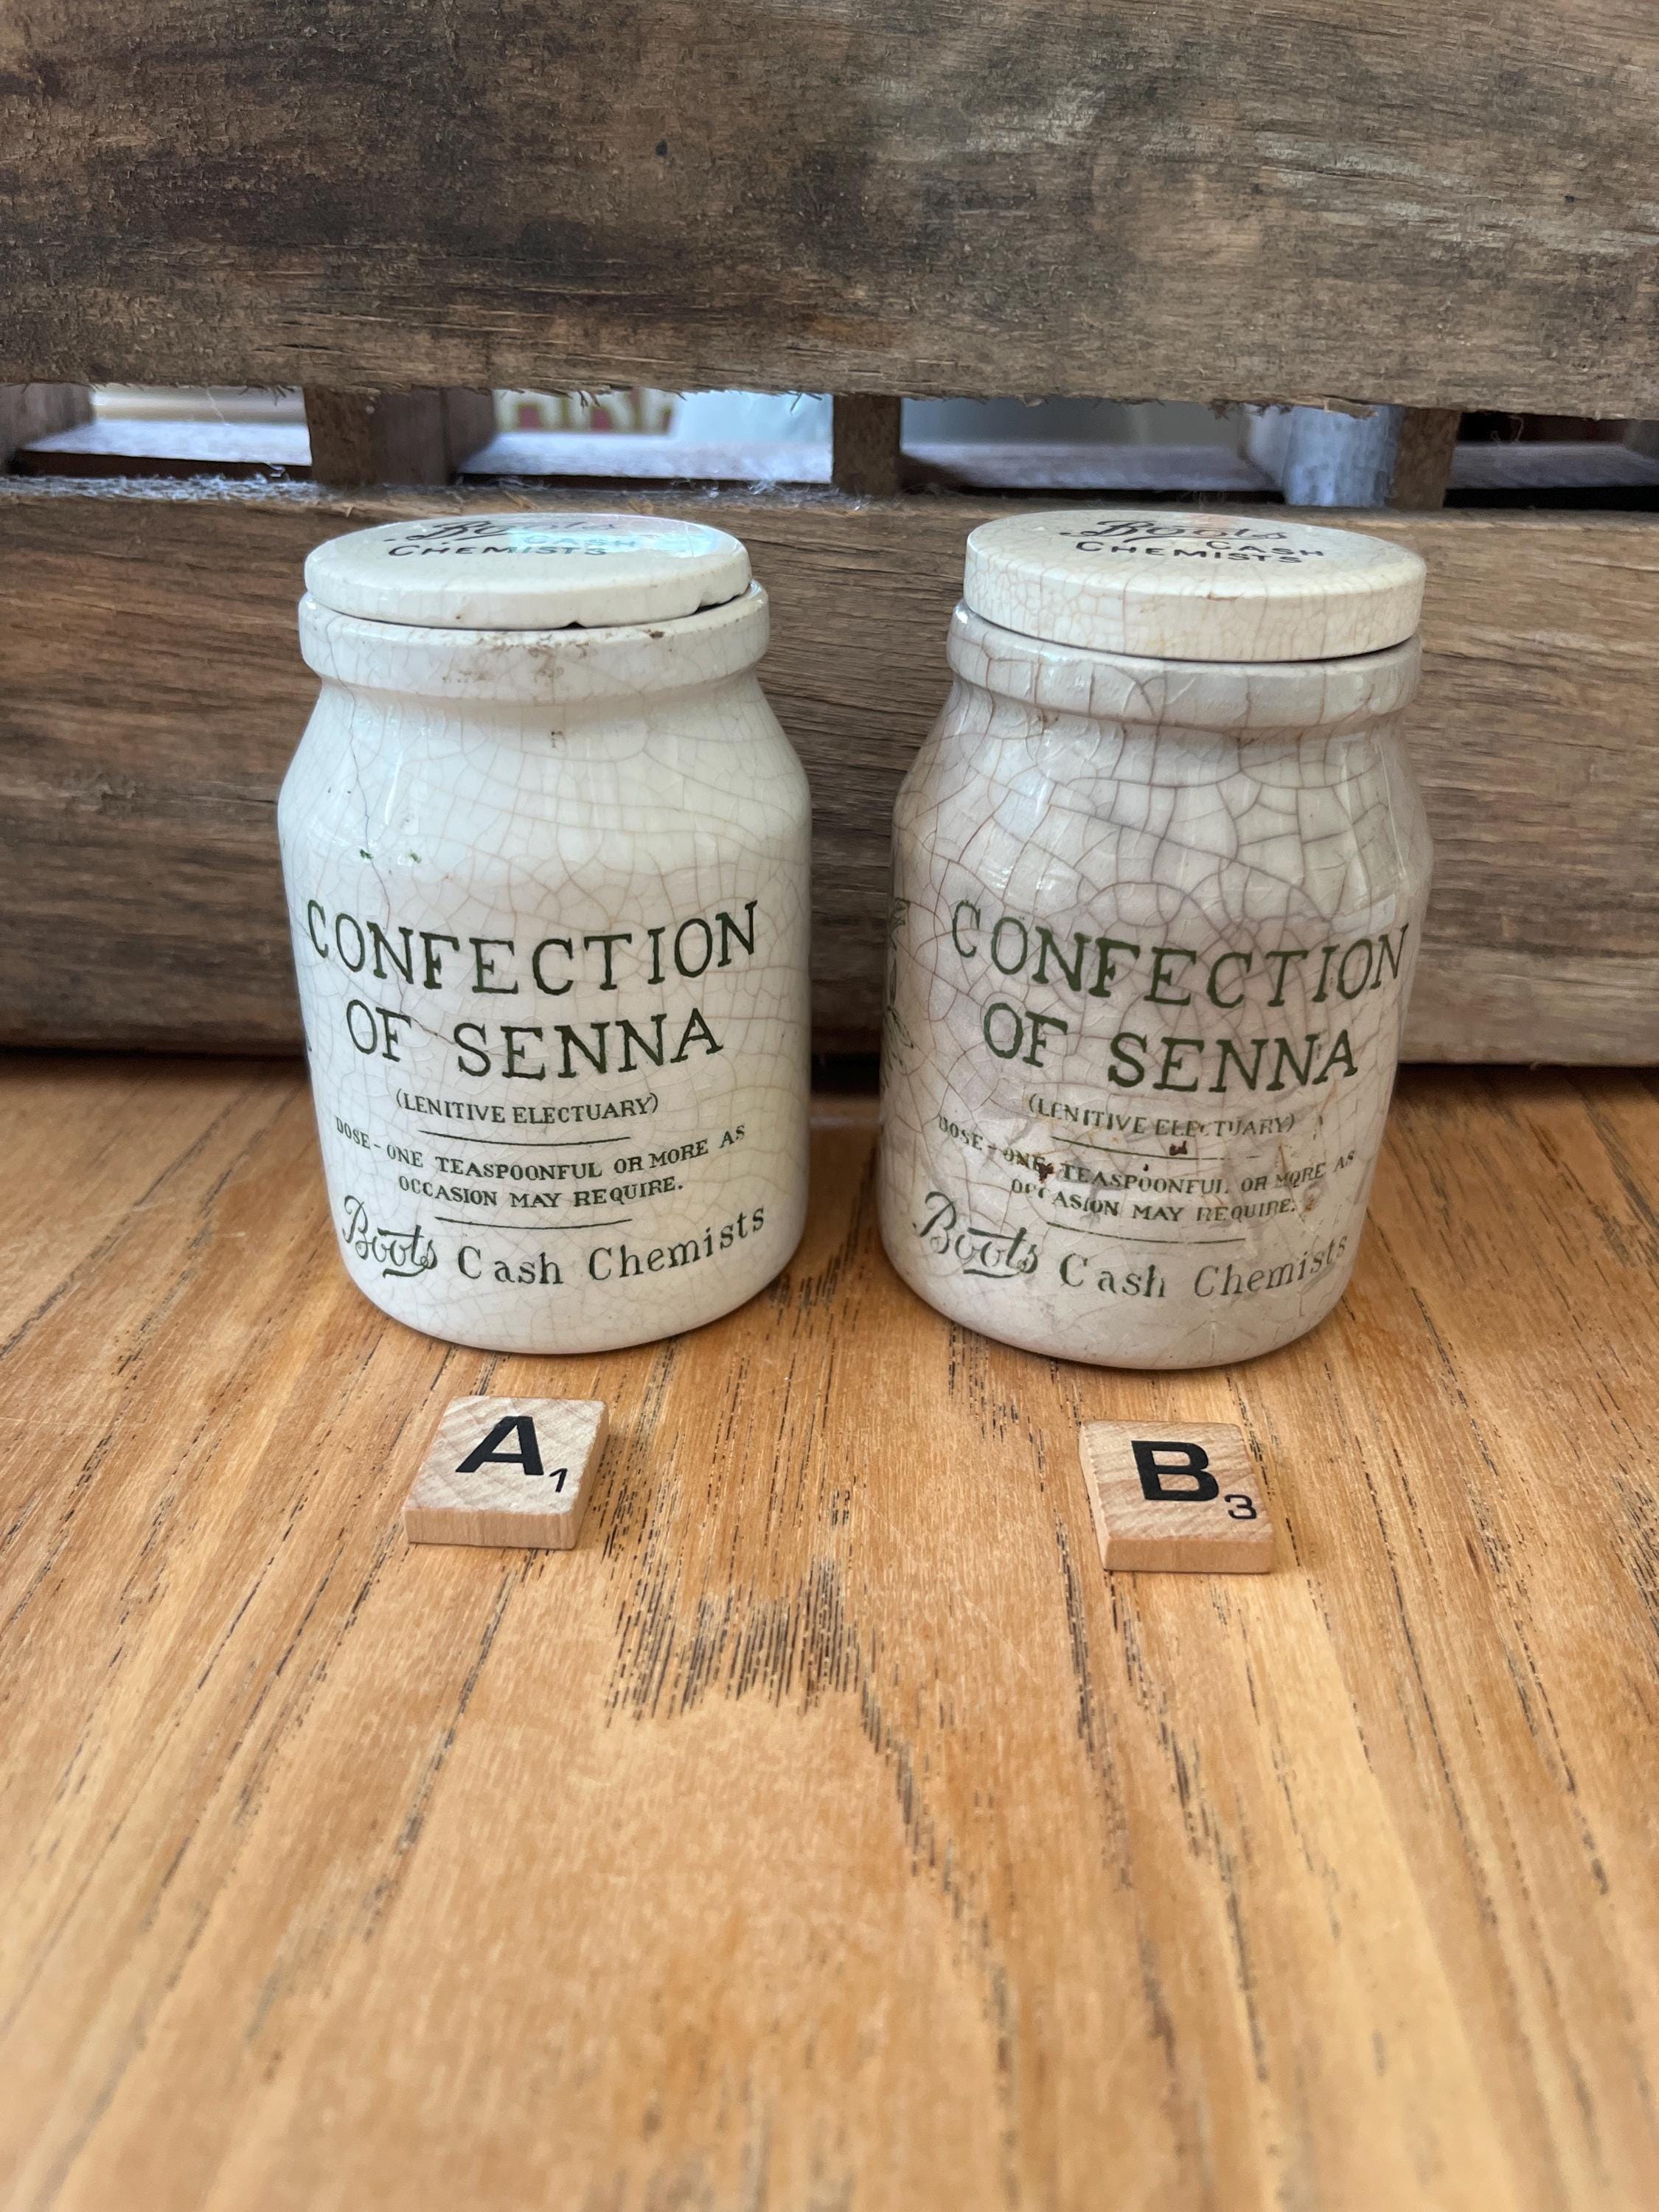 Boots
CASH
CHEMISTS
CONFECTION
OF SENNA
(LENITIVE ELECTUARY)
DOSE-ONE TEASPOONFUL OR MORE AS
OCCASION MAY REQUIRE.
Boots Cash Chemists
A1
Boots
CASH
CHEMISTS
CONFECTION
OF SENNA
(LENITIVE ELECTUARY)
DOSE-ONE TEASPOONFUL OR MORE AS
OCCASION MAY REQUIRE.
Boots Cash Chemists
B3